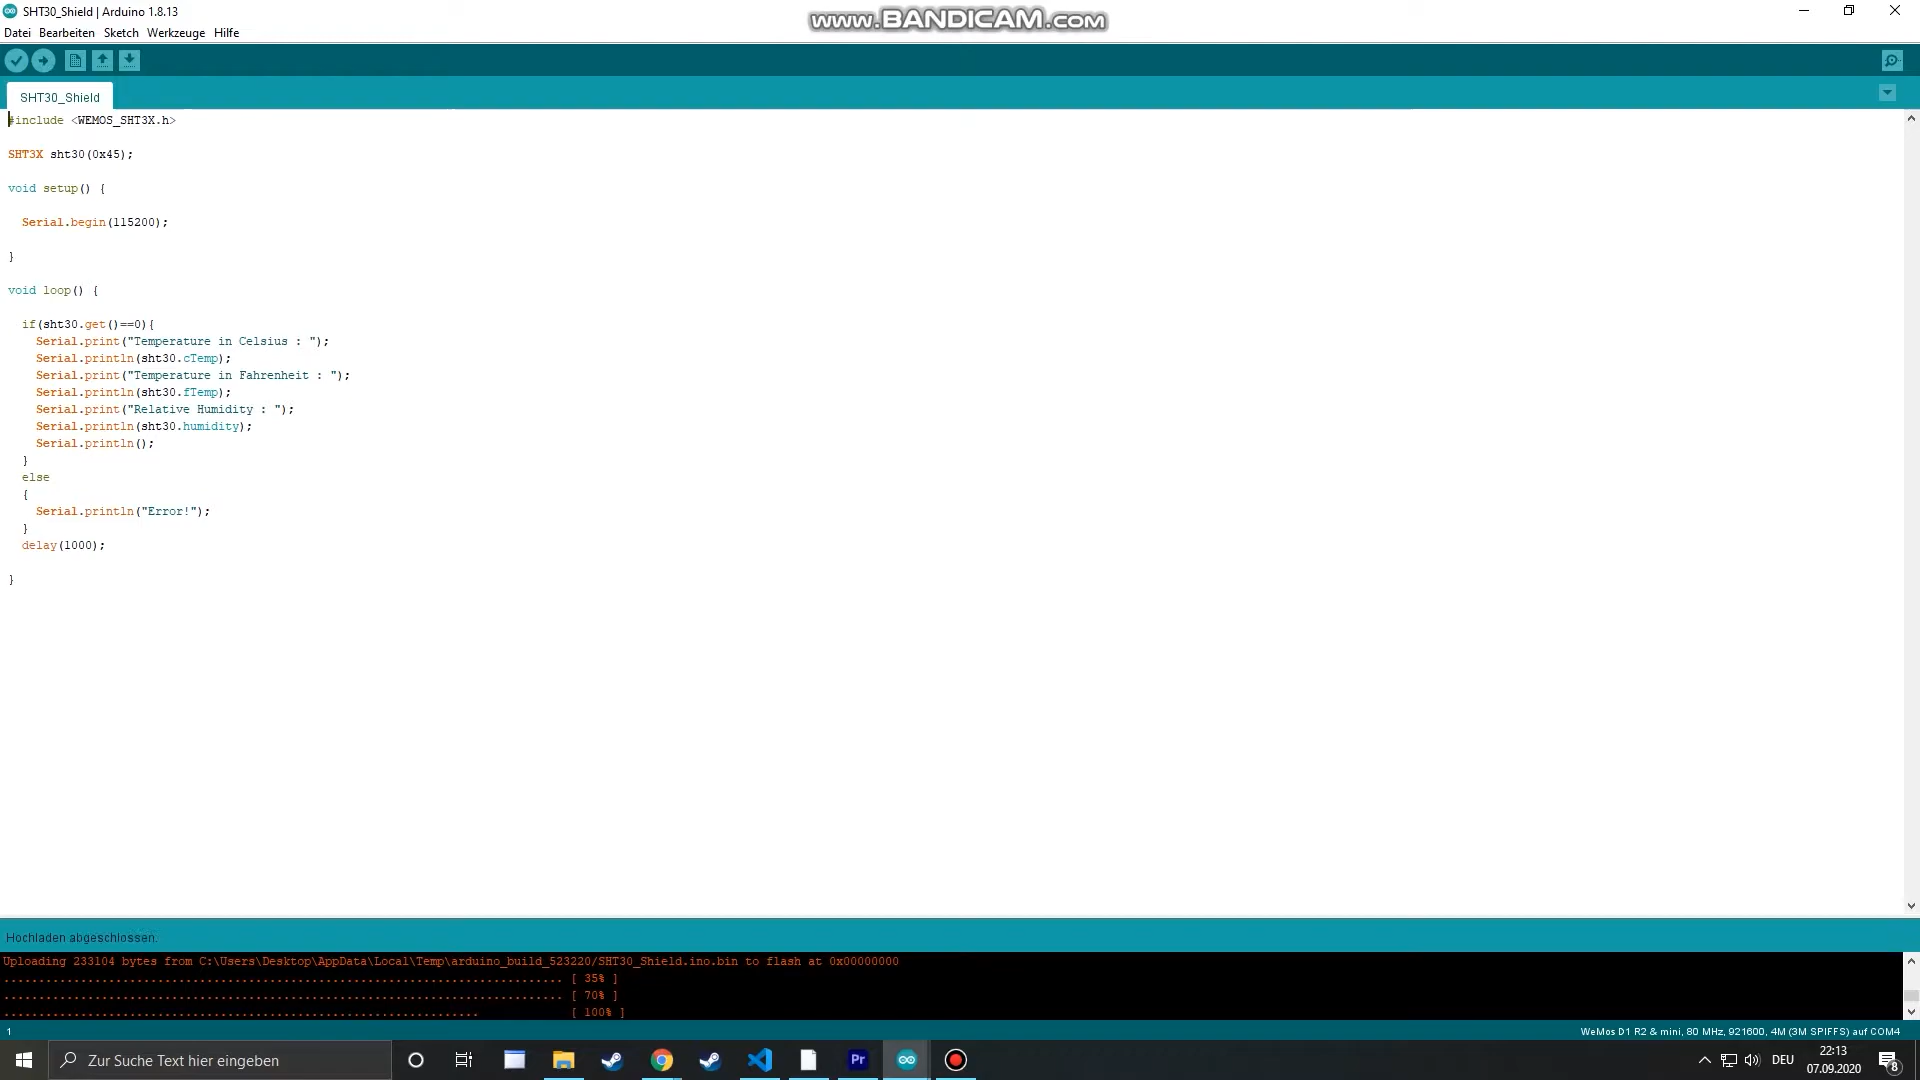 SHT30_Shield | Arduino 1.8.13
www.BANDICAM.com
Datei Bearbeiten Sketch Werkzeuge Hilfe
SHT30_Shield
#include <WEMOS_SHT3X.h>
SHT3X sht30(0x45);
void setup() {
Serial.begin(115200);
}
void loop() {
if(sht30.get()==0){
Serial.print("Temperature in Celsius : ");
Serial.println(sht30.cTemp);
Serial.print("Temperature in Fahrenheit : ");
Serial.println(sht30.fTemp);
Serial.print("Relative Humidity : ");
Serial.println(sht30.humidity);
Serial.println();
}
else
{
Serial.println("Error!");
}
delay(1000);
}
Hochladen abgeschlossen.
Uploading 233104 bytes from C:\Users\Desktop\AppData\Local\Temp\arduino_build_523220/SHT30_Shield.ino.bin to flash at 0x00000000
................................................................................ [ 35% ]
................................................................................ [ 70% ]
.................................................................... [ 100% ]
1 WeMos D1 R2 & mini, 80 MHz, 921600, 4M (3M SPIFFS) auf COM4
Zur Suche Text hier eingeben
Pr
DEU
22:13
07.09.2020
8